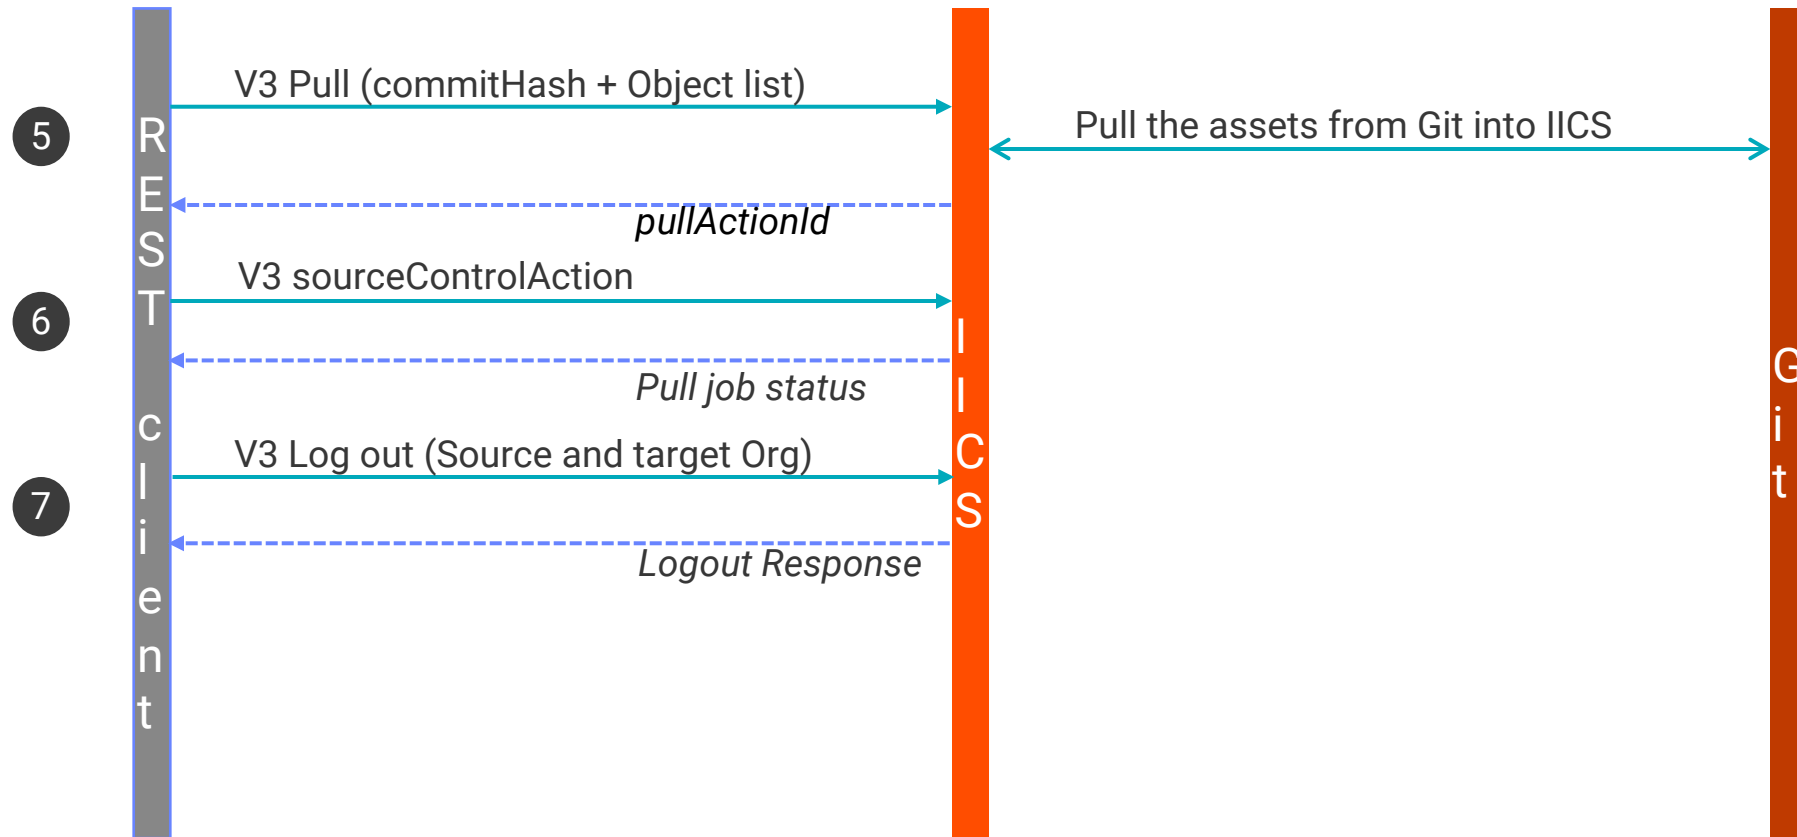 V3 Pull (commitHash + Object list)
Pull the assets from Git into IICS
5
pullActionId
V3 sourceControlAction
6
Pull job status
V3 Log out (Source and target Org)
7
Logout Response
REST client
IICS
Git